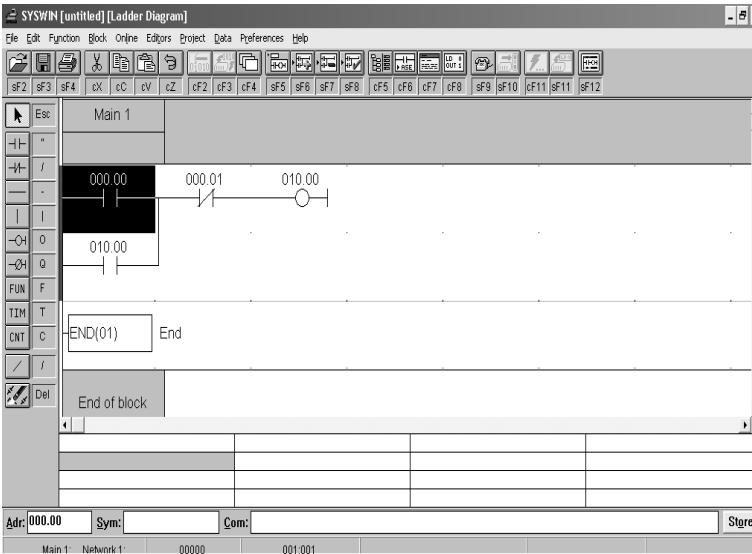 SYSWIN [untitled] [Ladder Diagram]
File Edit Function Block Online Editors Project Data Preferences Help
LD OUT
sF2 sF3 sF4 cX cC cV cZ cF2 cF3 cF4 sF5 sF6 sF7 sF8 cF5 cF6 cF7 cF8 sF9 sF10 cF11 sF11 sF12
Esc
"
/
-
I
O
Q
FUN F
TIM T
CNT C
/
Del
Main 1
000.00 000.01 010.00
010.00
END(01) End
End of block
Adr: 000.00 Sym: Com: Store
Main 1: Network 1: 00000 001:001